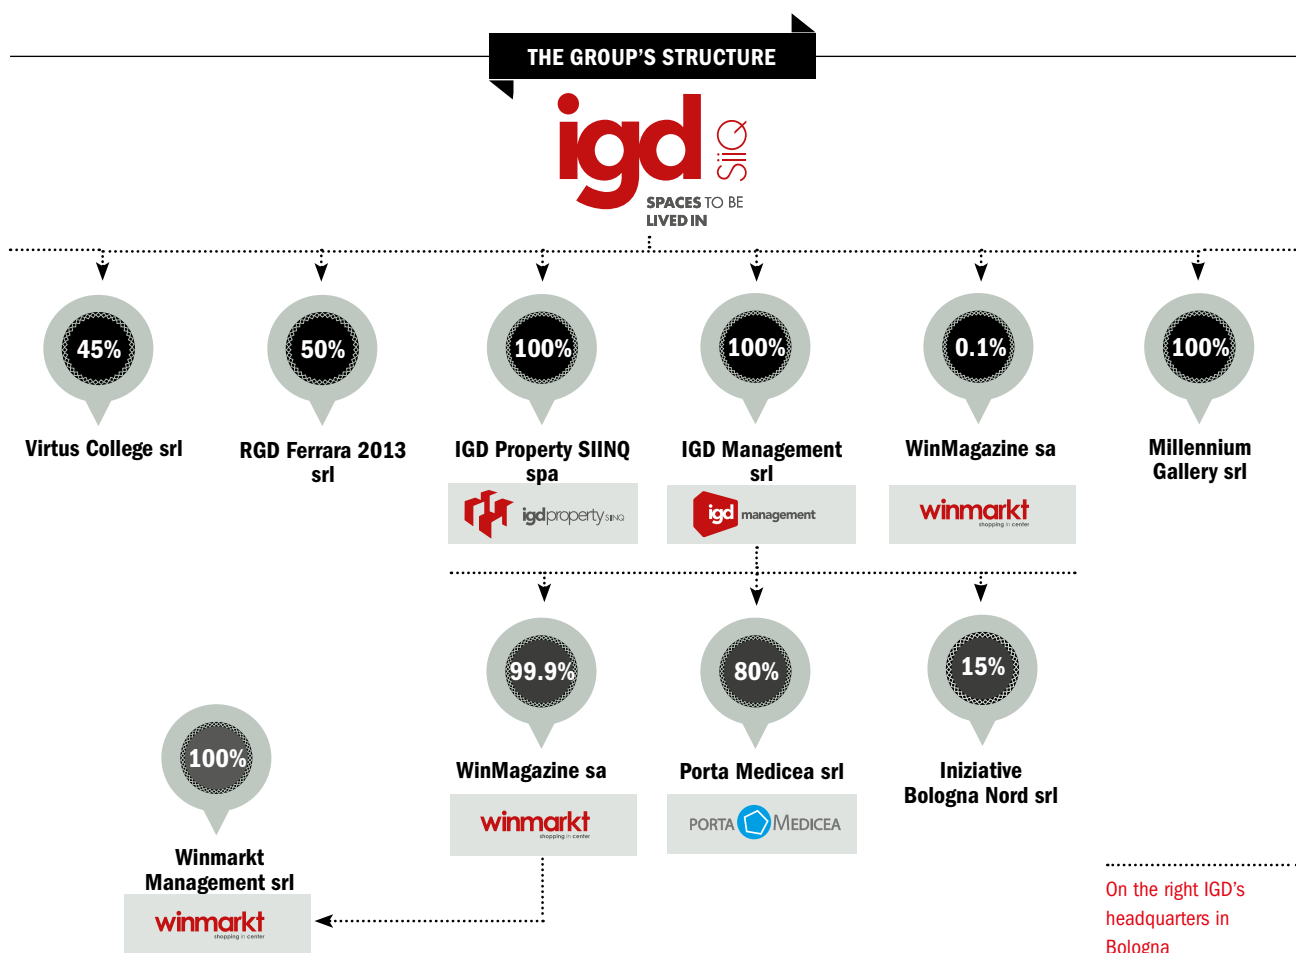 THE GROUP'S STRUCTURE
igd SiiQ
SPACES TO BE
LIVED IN
45%
50%
100%
100%
0.1%
100%
Virtus College srl
RGD Ferrara 2013
srl
IGD Property SIINQ
spa
IGD Management
srl
WinMagazine sa
Millennium
Gallery srl
igdproperty SIINQ
igd management
winmarkt
shopping in center
99.9%
80%
15%
100%
WinMagazine sa
Porta Medicea srl
Iniziative
Bologna Nord srl
winmarkt
shopping in center
PORTA MEDICEA
Winmarkt
Management srl
winmarkt
shopping in center
On the right IGD's
headquarters in
Bologna